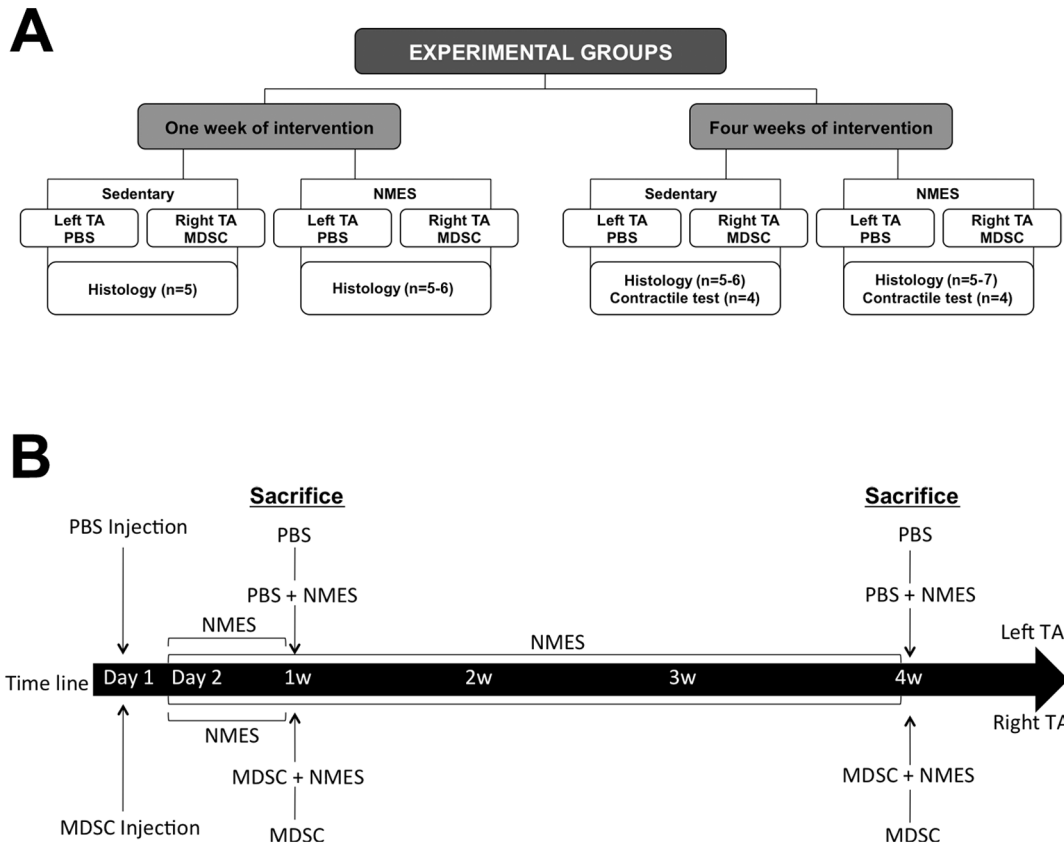 A
EXPERIMENTAL GROUPS
One week of intervention
Four weeks of intervention
Sedentary
NMES
Sedentary
NMES
Left TA
PBS
Right TA
MDSC
Left TA
PBS
Right TA
MDSC
Left TA
PBS
Right TA
MDSC
Left TA
PBS
Right TA
MDSC
Histology (n=5)
Histology (n=5-6)
Histology (n=5-6)
Contractile test (n=4)
Histology (n=5-7)
Contractile test (n=4)
B
Sacrifice
Sacrifice
PBS Injection
PBS
PBS
PBS + NMES
PBS + NMES
NMES
NMES
Left TA
Time line
Day 1
Day 2
1w
2w
3w
4w
Right TA
NMES
MDSC + NMES
MDSC + NMES
MDSC Injection
MDSC
MDSC